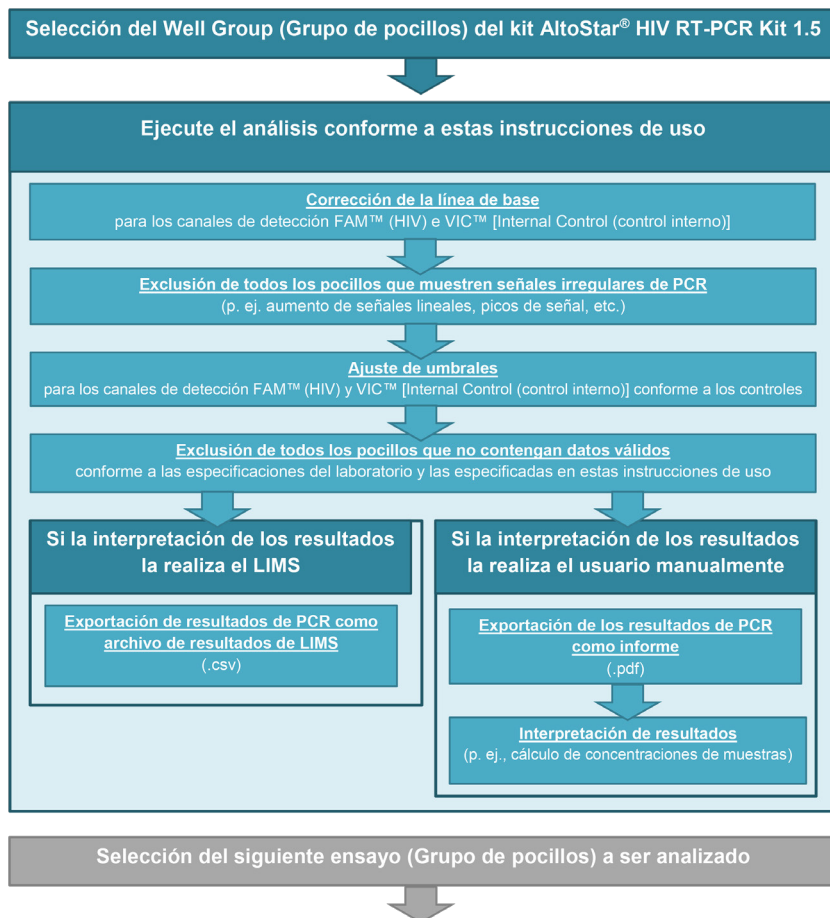 Selección del Well Group (Grupo de pocillos) del kit AltoStar® HIV RT-PCR Kit 1.5
Ejecute el análisis conforme a estas instrucciones de uso
Corrección de la línea de base
para los canales de detección FAM™ (HIV) e VIC™ [Internal Control (control interno)]
Exclusión de todos los pocillos que muestren señales irregulares de PCR
(p. ej. aumento de señales lineales, picos de señal, etc.)
Ajuste de umbrales
para los canales de detección FAM™ (HIV) y VIC™ [Internal Control (control interno)] conforme a los controles
Exclusión de todos los pocillos que no contengan datos válidos
conforme a las especificaciones del laboratorio y las especificadas en estas instrucciones de uso
Si la interpretación de los resultados
la realiza el LIMS
Exportación de resultados de PCR como
archivo de resultados de LIMS
(.csv)
Si la interpretación de los resultados
la realiza el usuario manualmente
Exportación de los resultados de PCR
como informe
(.pdf)
Interpretación de resultados
(p. ej., cálculo de concentraciones de muestras)
Selección del siguiente ensayo (Grupo de pocillos) a ser analizado